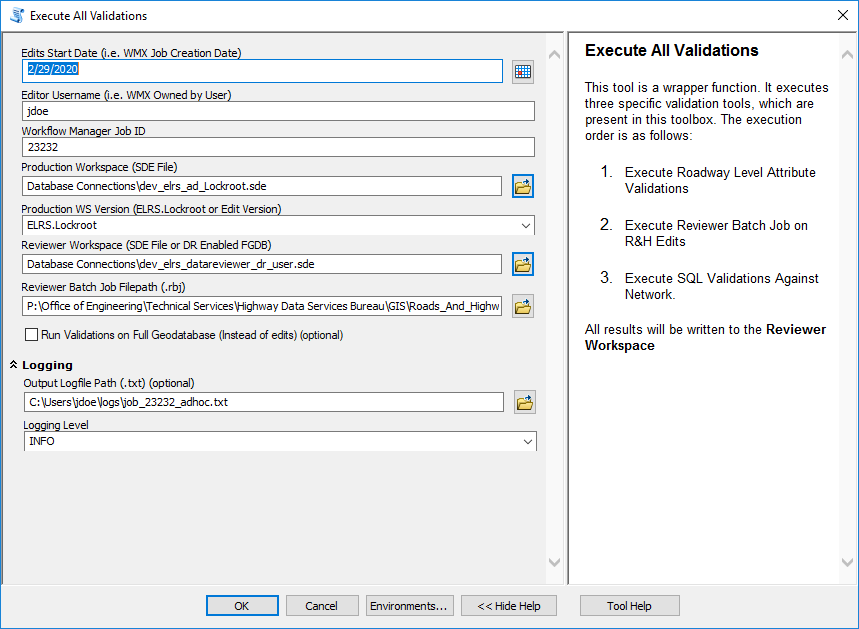 Execute All Validations
Edits Start Date (i.e. WMX Job Creation Date)
2/29/2020
Editor Username (i.e. WMX Owned by User)
jdoe
Workflow Manager Job ID
23232
Production Workspace (SDE File)
Database Connections\dev_elrs_ad_Lockroot.sde
Production WS Version (ELRS.Lockroot or Edit Version)
ELRS.Lockroot
Reviewer Workspace (SDE File or DR Enabled FGDB)
Database Connections\dev_elrs_datareviewer_dr_user.sde
Reviewer Batch Job Filepath (.rbj)
P:\Office of Engineering\Technical Services\Highway Data Services Bureau\GIS\Roads_And_Highw
Run Validations on Full Geodatabase (Instead of edits) (optional)
Logging
Output Logfile Path (.txt) (optional)
C:\Users\jdoe\logs\job_23232_adhoc.txt
Logging Level
INFO
Execute All Validations
This tool is a wrapper function. It executes
three specific validation tools, which are
present in this toolbox. The execution
order is as follows:
1. Execute Roadway Level Attribute
Validations
2. Execute Reviewer Batch Job on
R&H Edits
3. Execute SQL Validations Against
Network.
All results will be written to the Reviewer
Workspace
OK
Cancel
Environments...
<< Hide Help
Tool Help